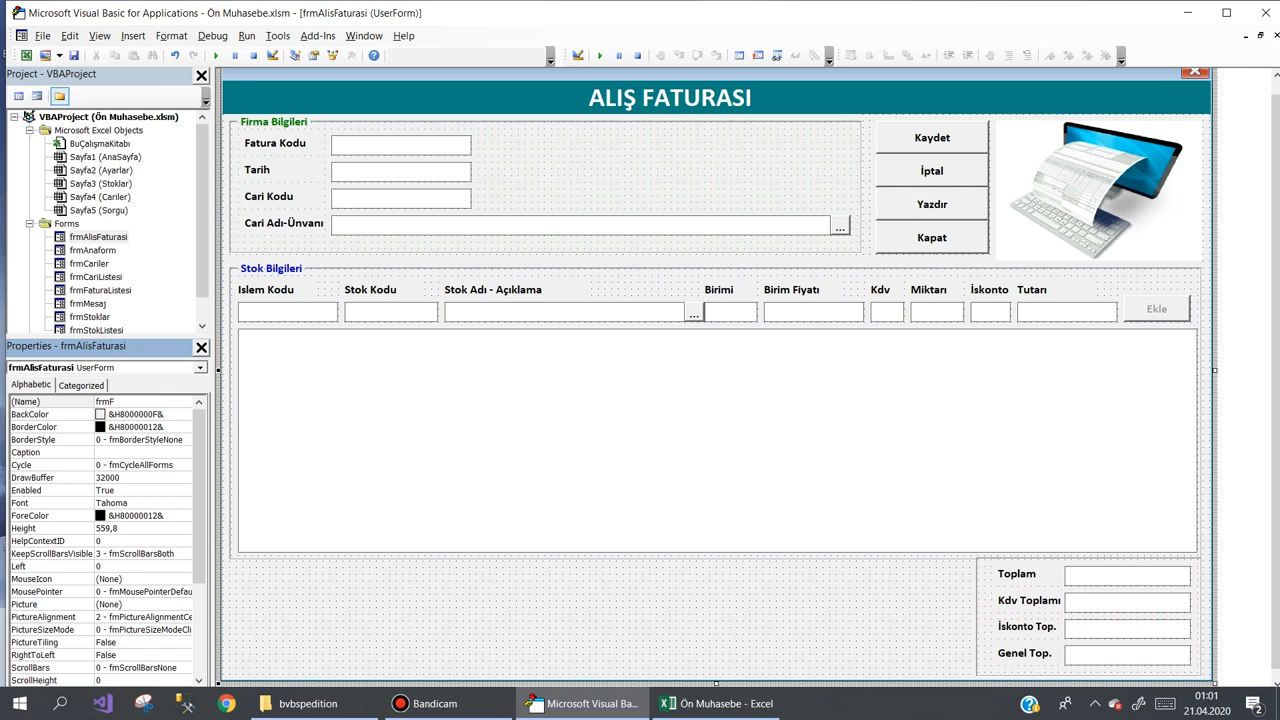 Microsoft Visual Basic for Applications - Ön Muhasebe.xlsm - [frmAlisFaturasi (UserForm)]
File Edit View Insert Format Debug Run Tools Add-Ins Window Help
Project - VBAProject
VBAProject (Ön Muhasebe.xlsm)
Microsoft Excel Objects
BuÇalışmaKitabı
Sayfa1 (AnaSayfa)
Sayfa2 (Ayarlar)
Sayfa3 (Stoklar)
Sayfa4 (Cariler)
Sayfa5 (Sorgu)
Forms
frmAlisFaturasi
frmAnaform
frmCariler
frmCariListesi
frmFaturaListesi
frmMesaj
frmStoklar
frmStokListesi
Properties - frmAlisFaturasi
frmAlisFaturasi UserForm
Alphabetic Categorized
(Name) frmF
BackColor &H8000000F&
BorderColor &H80000012&
BorderStyle 0 - fmBorderStyleNone
Caption
Cycle 0 - fmCycleAllForms
DrawBuffer 32000
Enabled True
Font Tahoma
ForeColor &H80000012&
Height 559,8
HelpContextID 0
KeepScrollBarsVisible 3 - fmScrollBarsBoth
Left 0
MouseIcon (None)
MousePointer 0 - fmMousePointerDefau
Picture (None)
PictureAlignment 2 - fmPictureAlignmentCe
PictureSizeMode 0 - fmPictureSizeModeCli
PictureTiling False
RightToLeft False
ScrollBars 0 - fmScrollBarsNone
ScrollHeight 0
ALIŞ FATURASI
Firma Bilgileri
Fatura Kodu
Tarih
Cari Kodu
Cari Adı-Ünvanı ...
Kaydet
İptal
Yazdır
Kapat
Stok Bilgileri
Islem Kodu Stok Kodu Stok Adı - Açıklama Birimi Birim Fiyatı Kdv Miktarı İskonto Tutarı
... Ekle
Toplam
Kdv Toplamı
İskonto Top.
Genel Top.
bvbspedition Bandicam Microsoft Visual Ba... Ön Muhasebe - Excel
01:01
21.04.2020
2